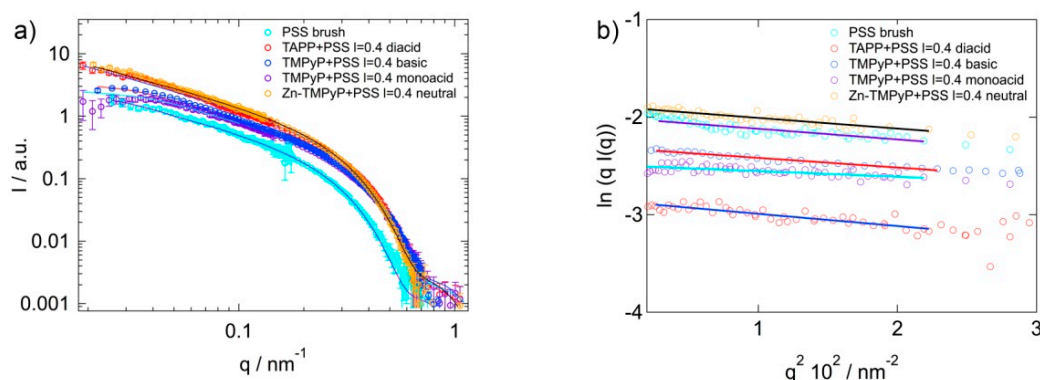 a)
PSS brush
TAPP+PSS l=0.4 diacid
TMPyP+PSS l=0.4 basic
TMPyP+PSS l=0.4 monoacid
Zn-TMPyP+PSS l=0.4 neutral
I / a.u.
10
1
0.1
0.01
0.001
0.1
1
q / nm⁻¹
b)
PSS brush
TAPP+PSS l=0.4 diacid
TMPyP+PSS l=0.4 basic
TMPyP+PSS l=0.4 monoacid
Zn-TMPyP+PSS l=0.4 neutral
ln (q I(q))
-1
-2
-3
-4
1
2
3
q² 10² / nm⁻²